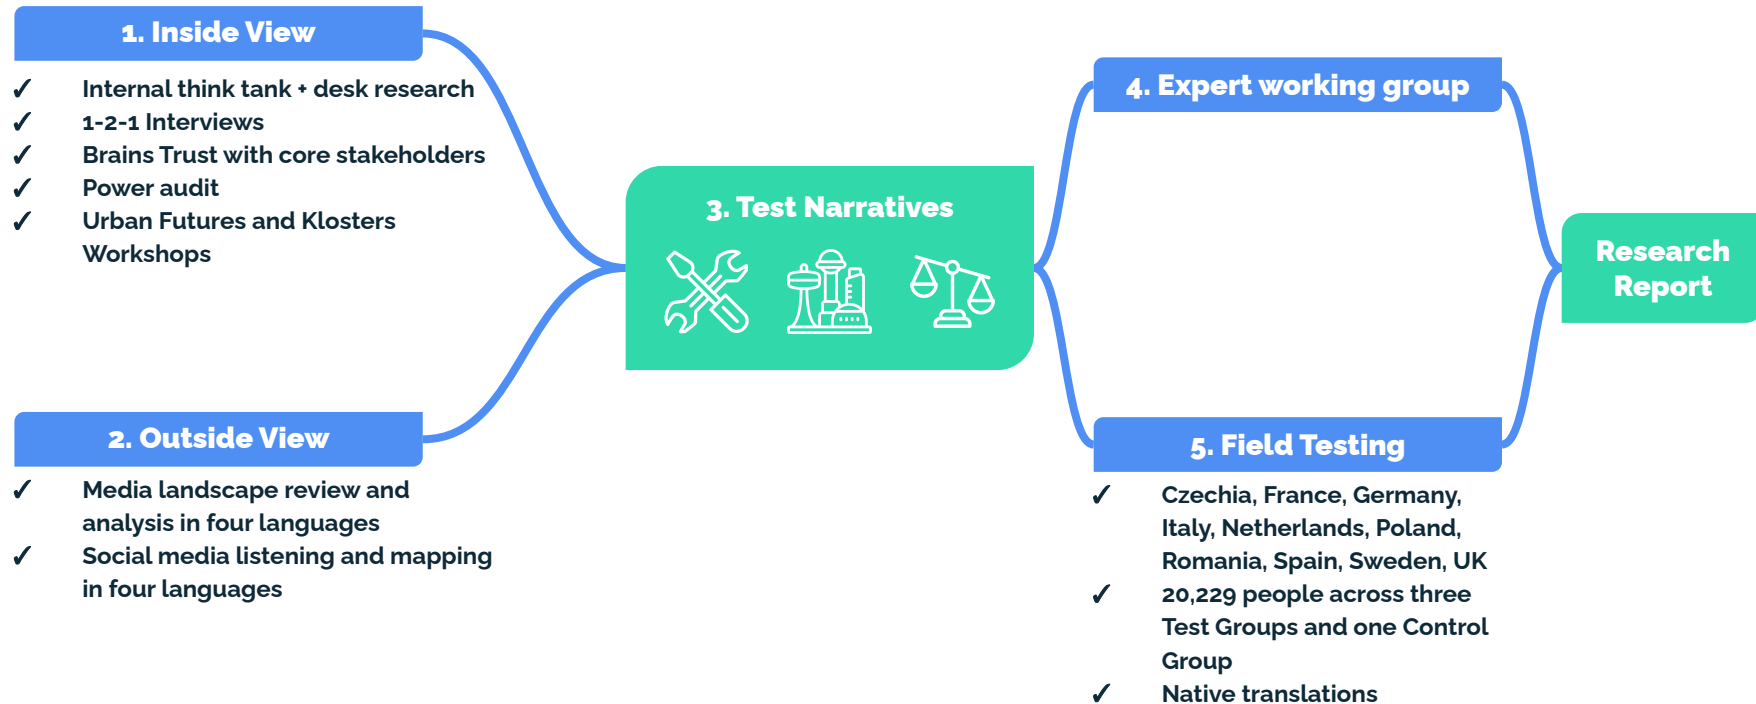 1. Inside View
✓ Internal think tank + desk research
✓ 1-2-1 Interviews
✓ Brains Trust with core stakeholders
✓ Power audit
✓ Urban Futures and Klosters
Workshops
2. Outside View
✓ Media landscape review and
analysis in four languages
✓ Social media listening and mapping
in four languages
3. Test Narratives
4. Expert working group
5. Field Testing
✓ Czechia, France, Germany,
Italy, Netherlands, Poland,
Romania, Spain, Sweden, UK
✓ 20,229 people across three
Test Groups and one Control
Group
✓ Native translations
Research
Report